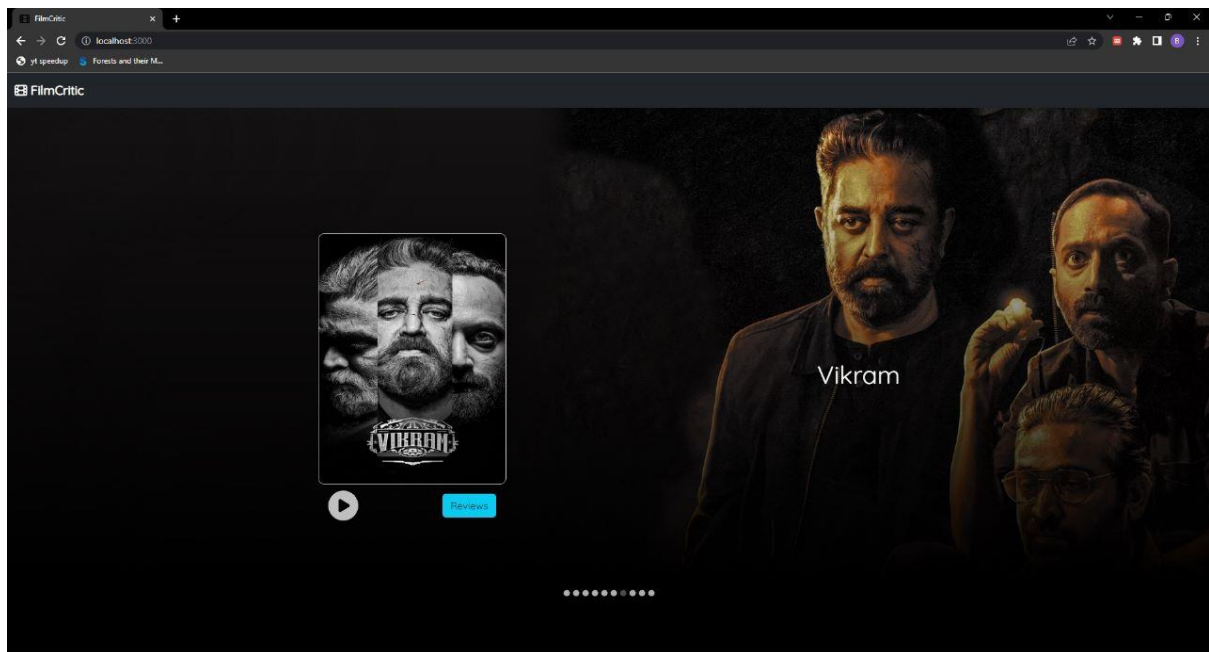 FilmCritic
localhost:3000
yt speedup Forests and their M...
B
FilmCritic
Vikram
VIKRAM
Reviews